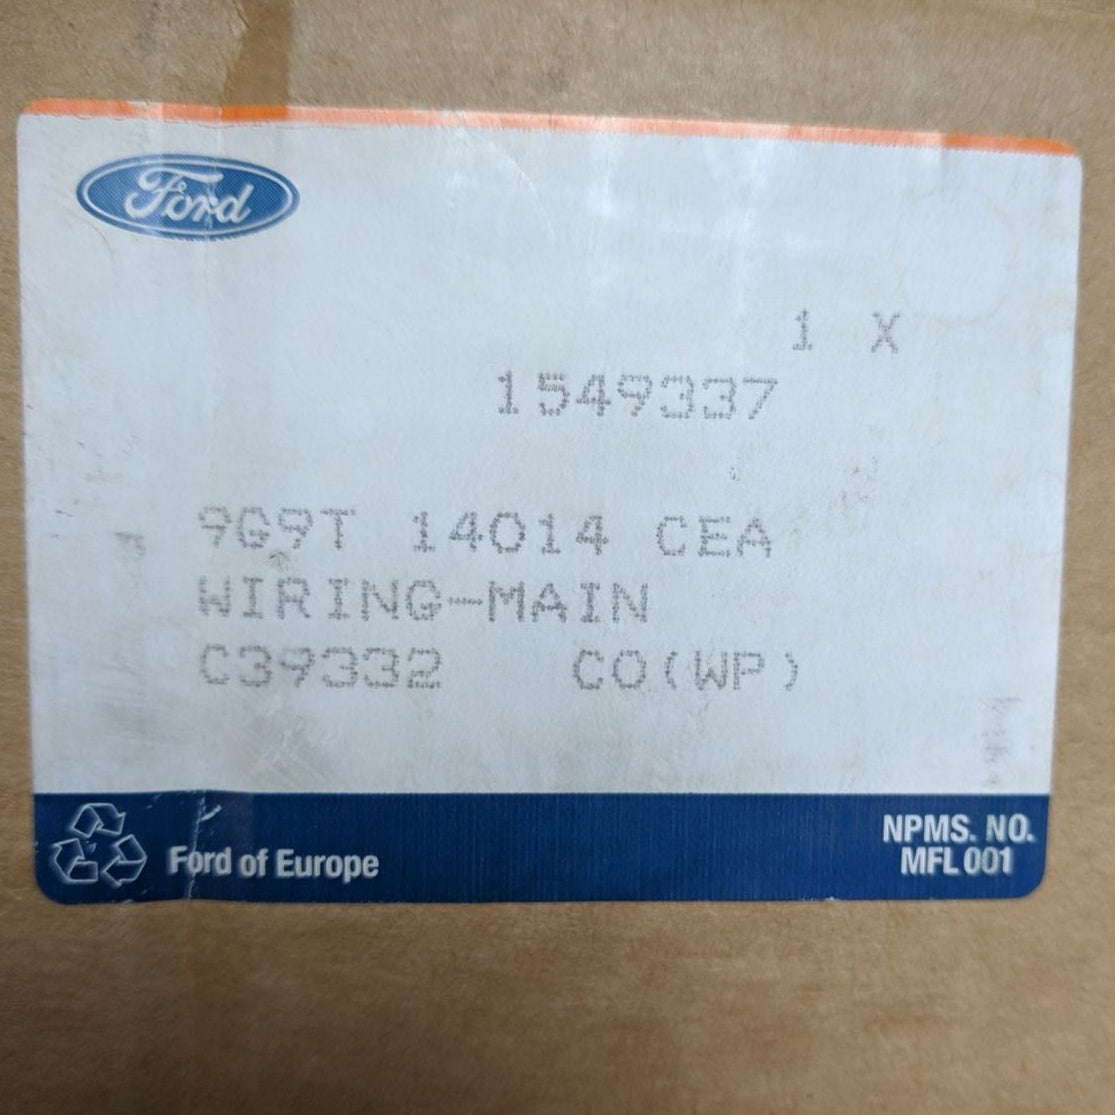 Ford
1 X
1549337
9G9T 14014 CEA
WIRING-MAIN
C39332 CO(WP)
Ford of Europe
NPMS. NO.
MFL 001